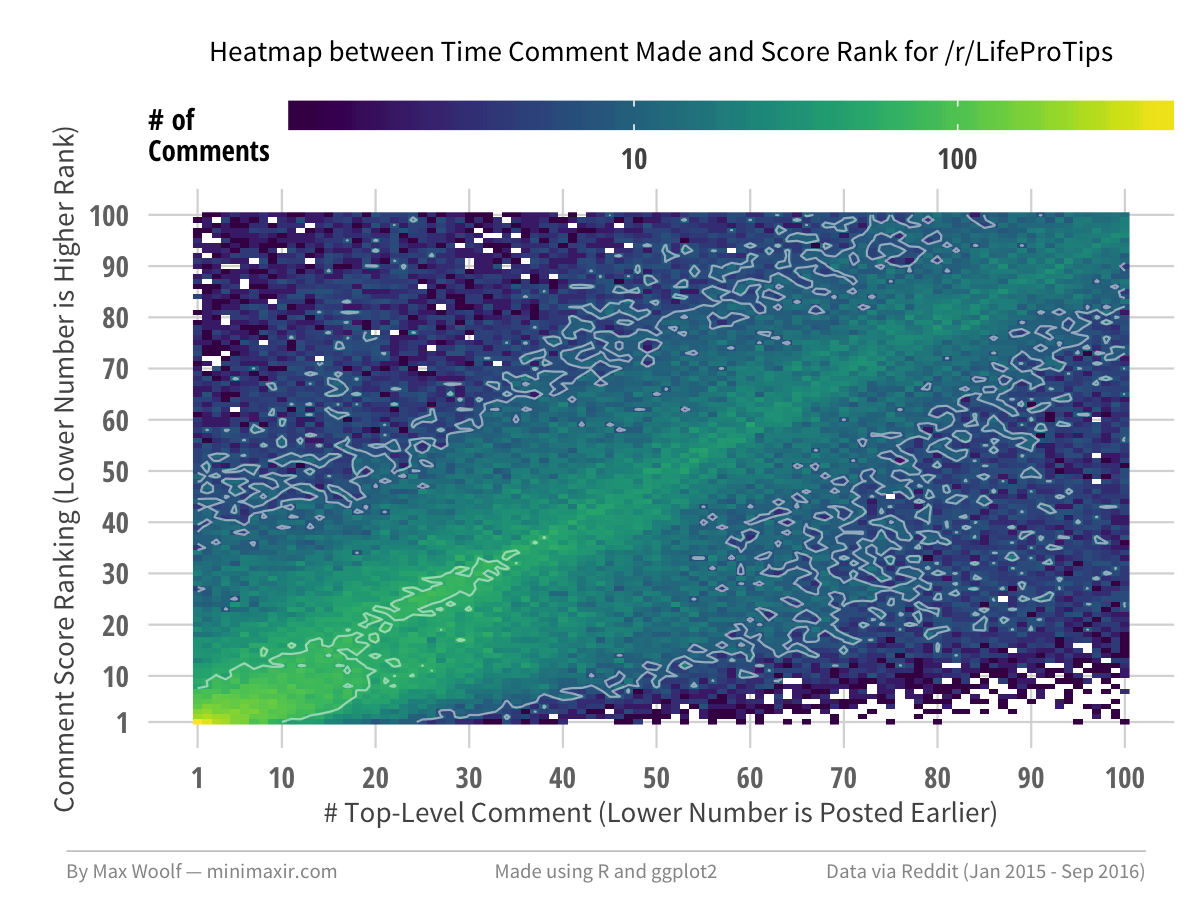 Heatmap between Time Comment Made and Score Rank for /r/LifeProTips
# of
Comments
10 100
Comment Score Ranking (Lower Number is Higher Rank)
100
90
80
70
60
50
40
30
20
10
1
1 10 20 30 40 50 60 70 80 90 100
# Top-Level Comment (Lower Number is Posted Earlier)
By Max Woolf — minimaxir.com Made using R and ggplot2 Data via Reddit (Jan 2015 - Sep 2016)